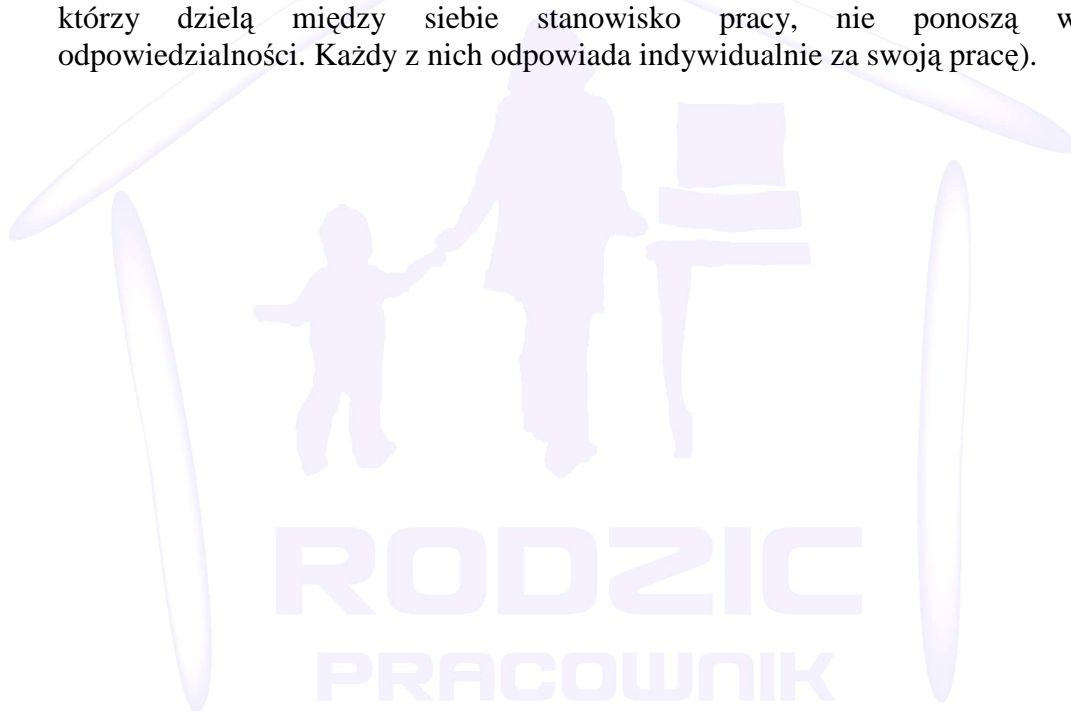 którzy dzielą między siebie stanowisko pracy, nie ponoszą
odpowiedzialności. Każdy z nich odpowiada indywidualnie za swoją pracę).
RODZIC
PRACOWNIK